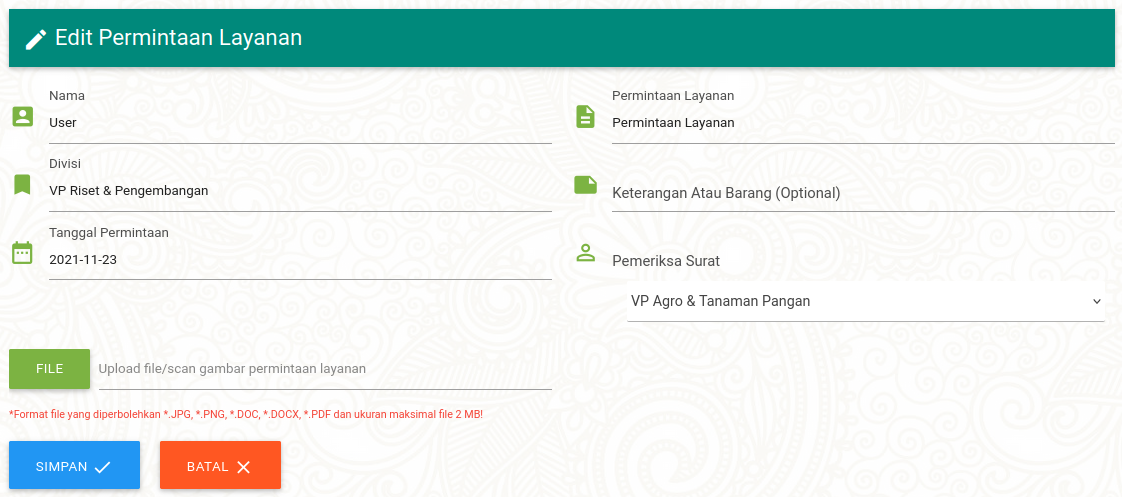 Edit Permintaan Layanan
Nama
User
Permintaan Layanan
Permintaan Layanan
Divisi
VP Riset & Pengembangan
Keterangan Atau Barang (Optional)
Tanggal Permintaan
2021-11-23
Pemeriksa Surat
VP Agro & Tanaman Pangan
FILE
Upload file/scan gambar permintaan layanan
*Format file yang diperbolehkan *.JPG, *.PNG, *.DOC, *.DOCX, *.PDF dan ukuran maksimal file 2 MB!
SIMPAN
BATAL